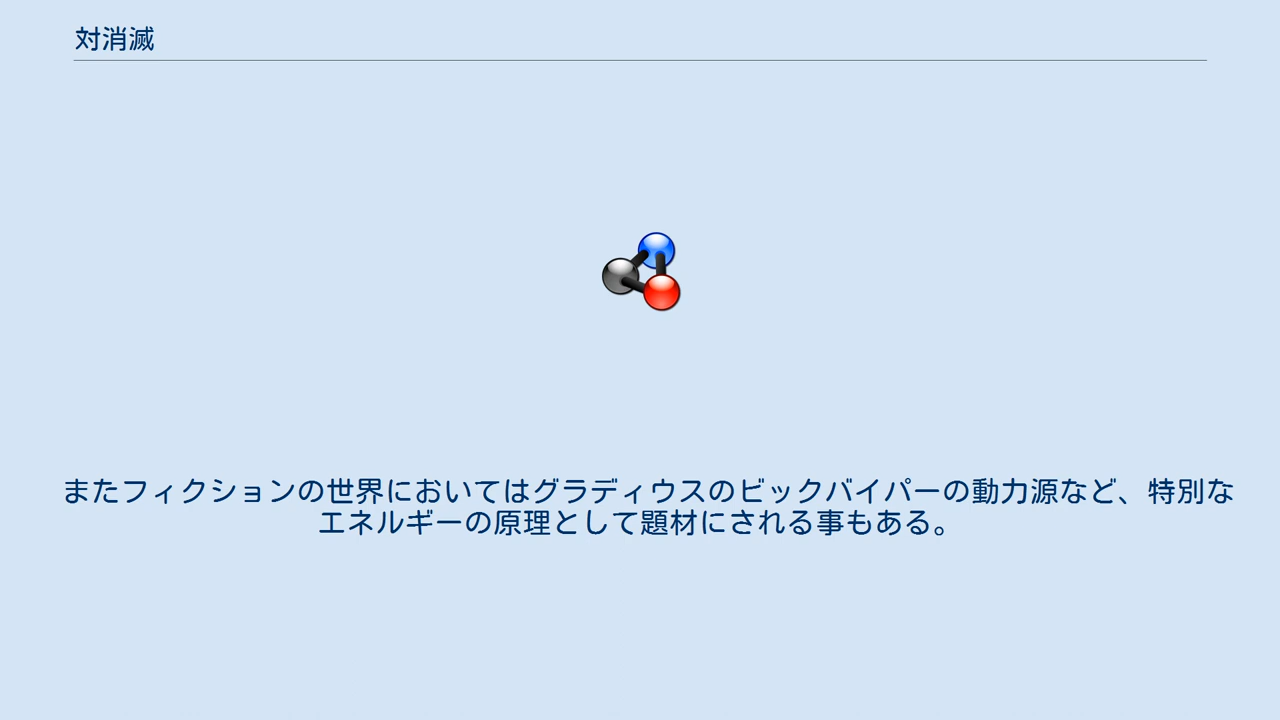 対消滅
またフィクションの世界においてはグラディウスのビックバイパーの動力源など、特別な
エネルギーの原理として題材にされる事もある。